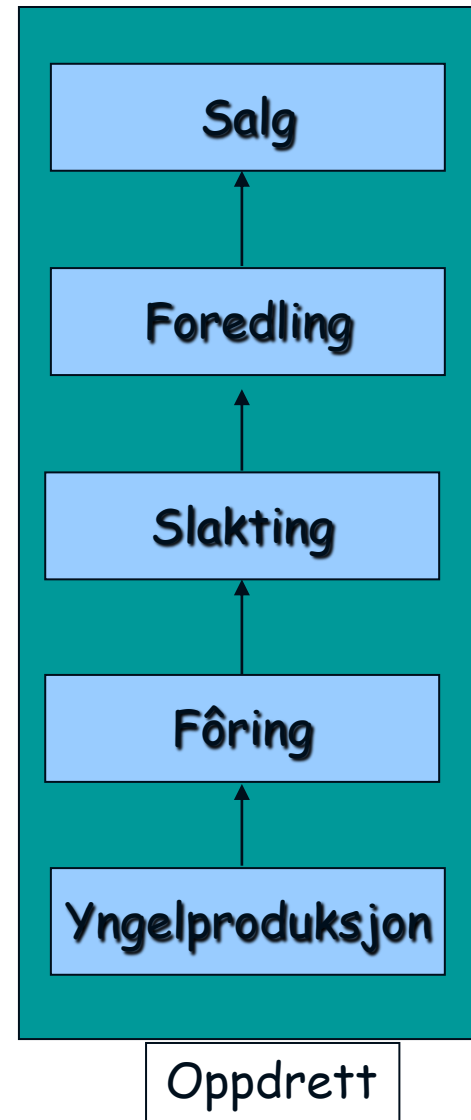 Salg
Foredling
Slakting
Fôring
Yngelproduksjon
Oppdrett